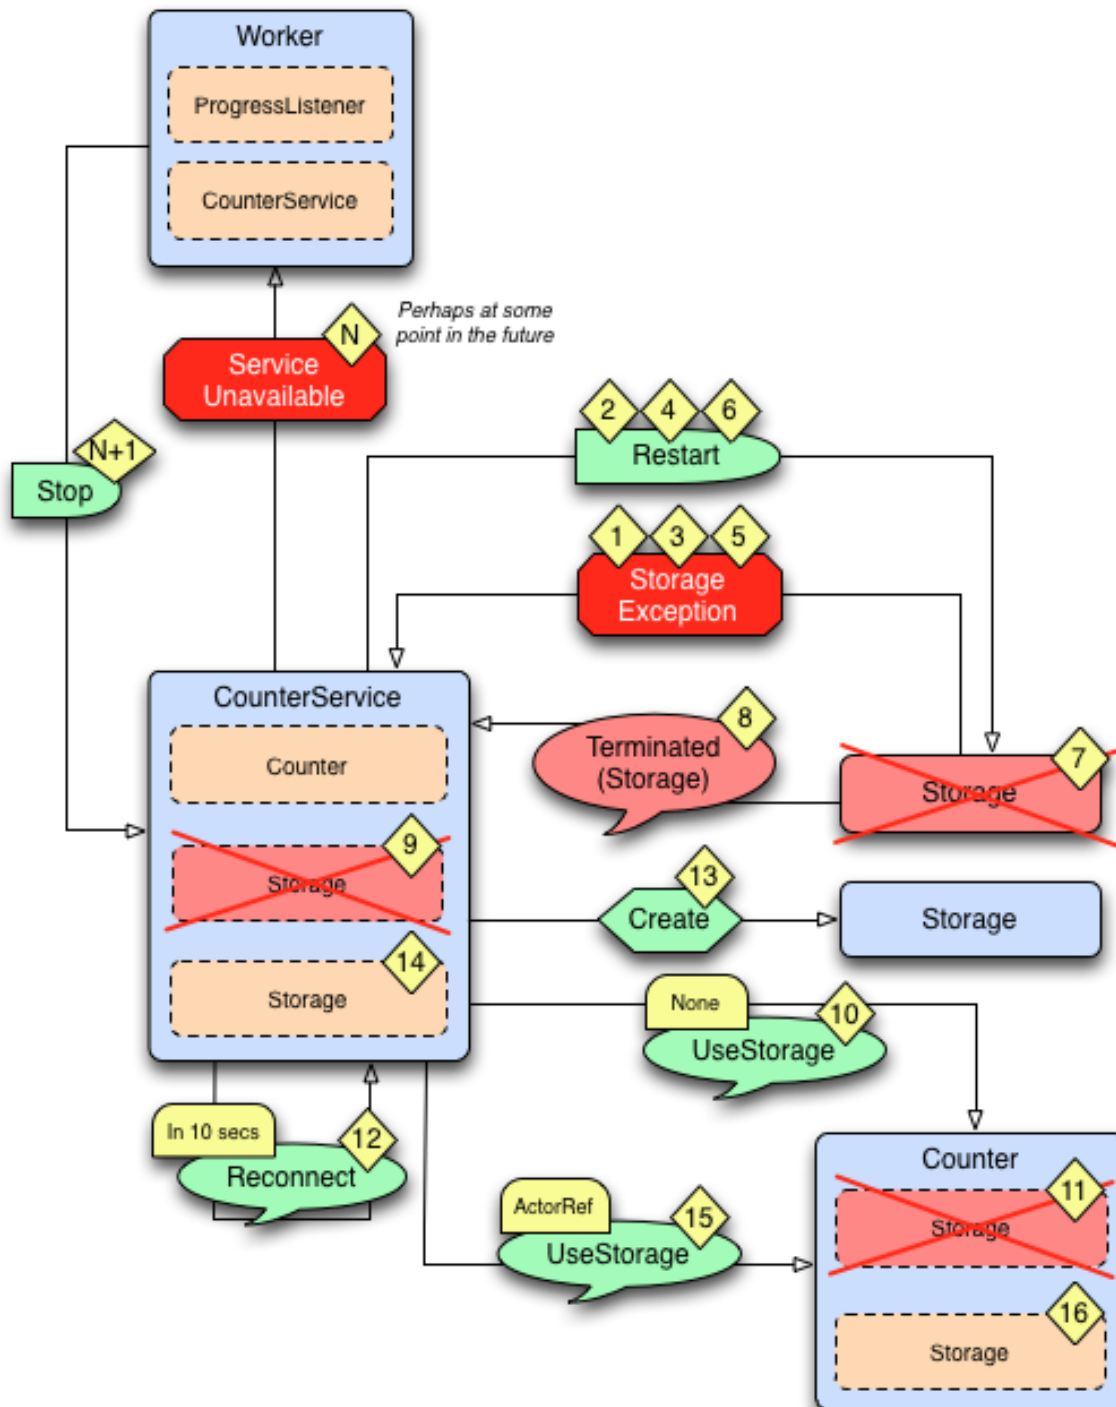 Worker
ProgressListener
CounterService
Perhaps at some
point in the future
N
Service
Unavailable
N+1
Stop
2
4
6
Restart
1
3
5
Storage
Exception
CounterService
Counter
8
Terminated
(Storage)
7
Storage
9
Storage
13
Create
Storage
14
Storage
None
10
UseStorage
In 10 secs
12
Reconnect
Counter
11
Storage
ActorRef
15
UseStorage
16
Storage